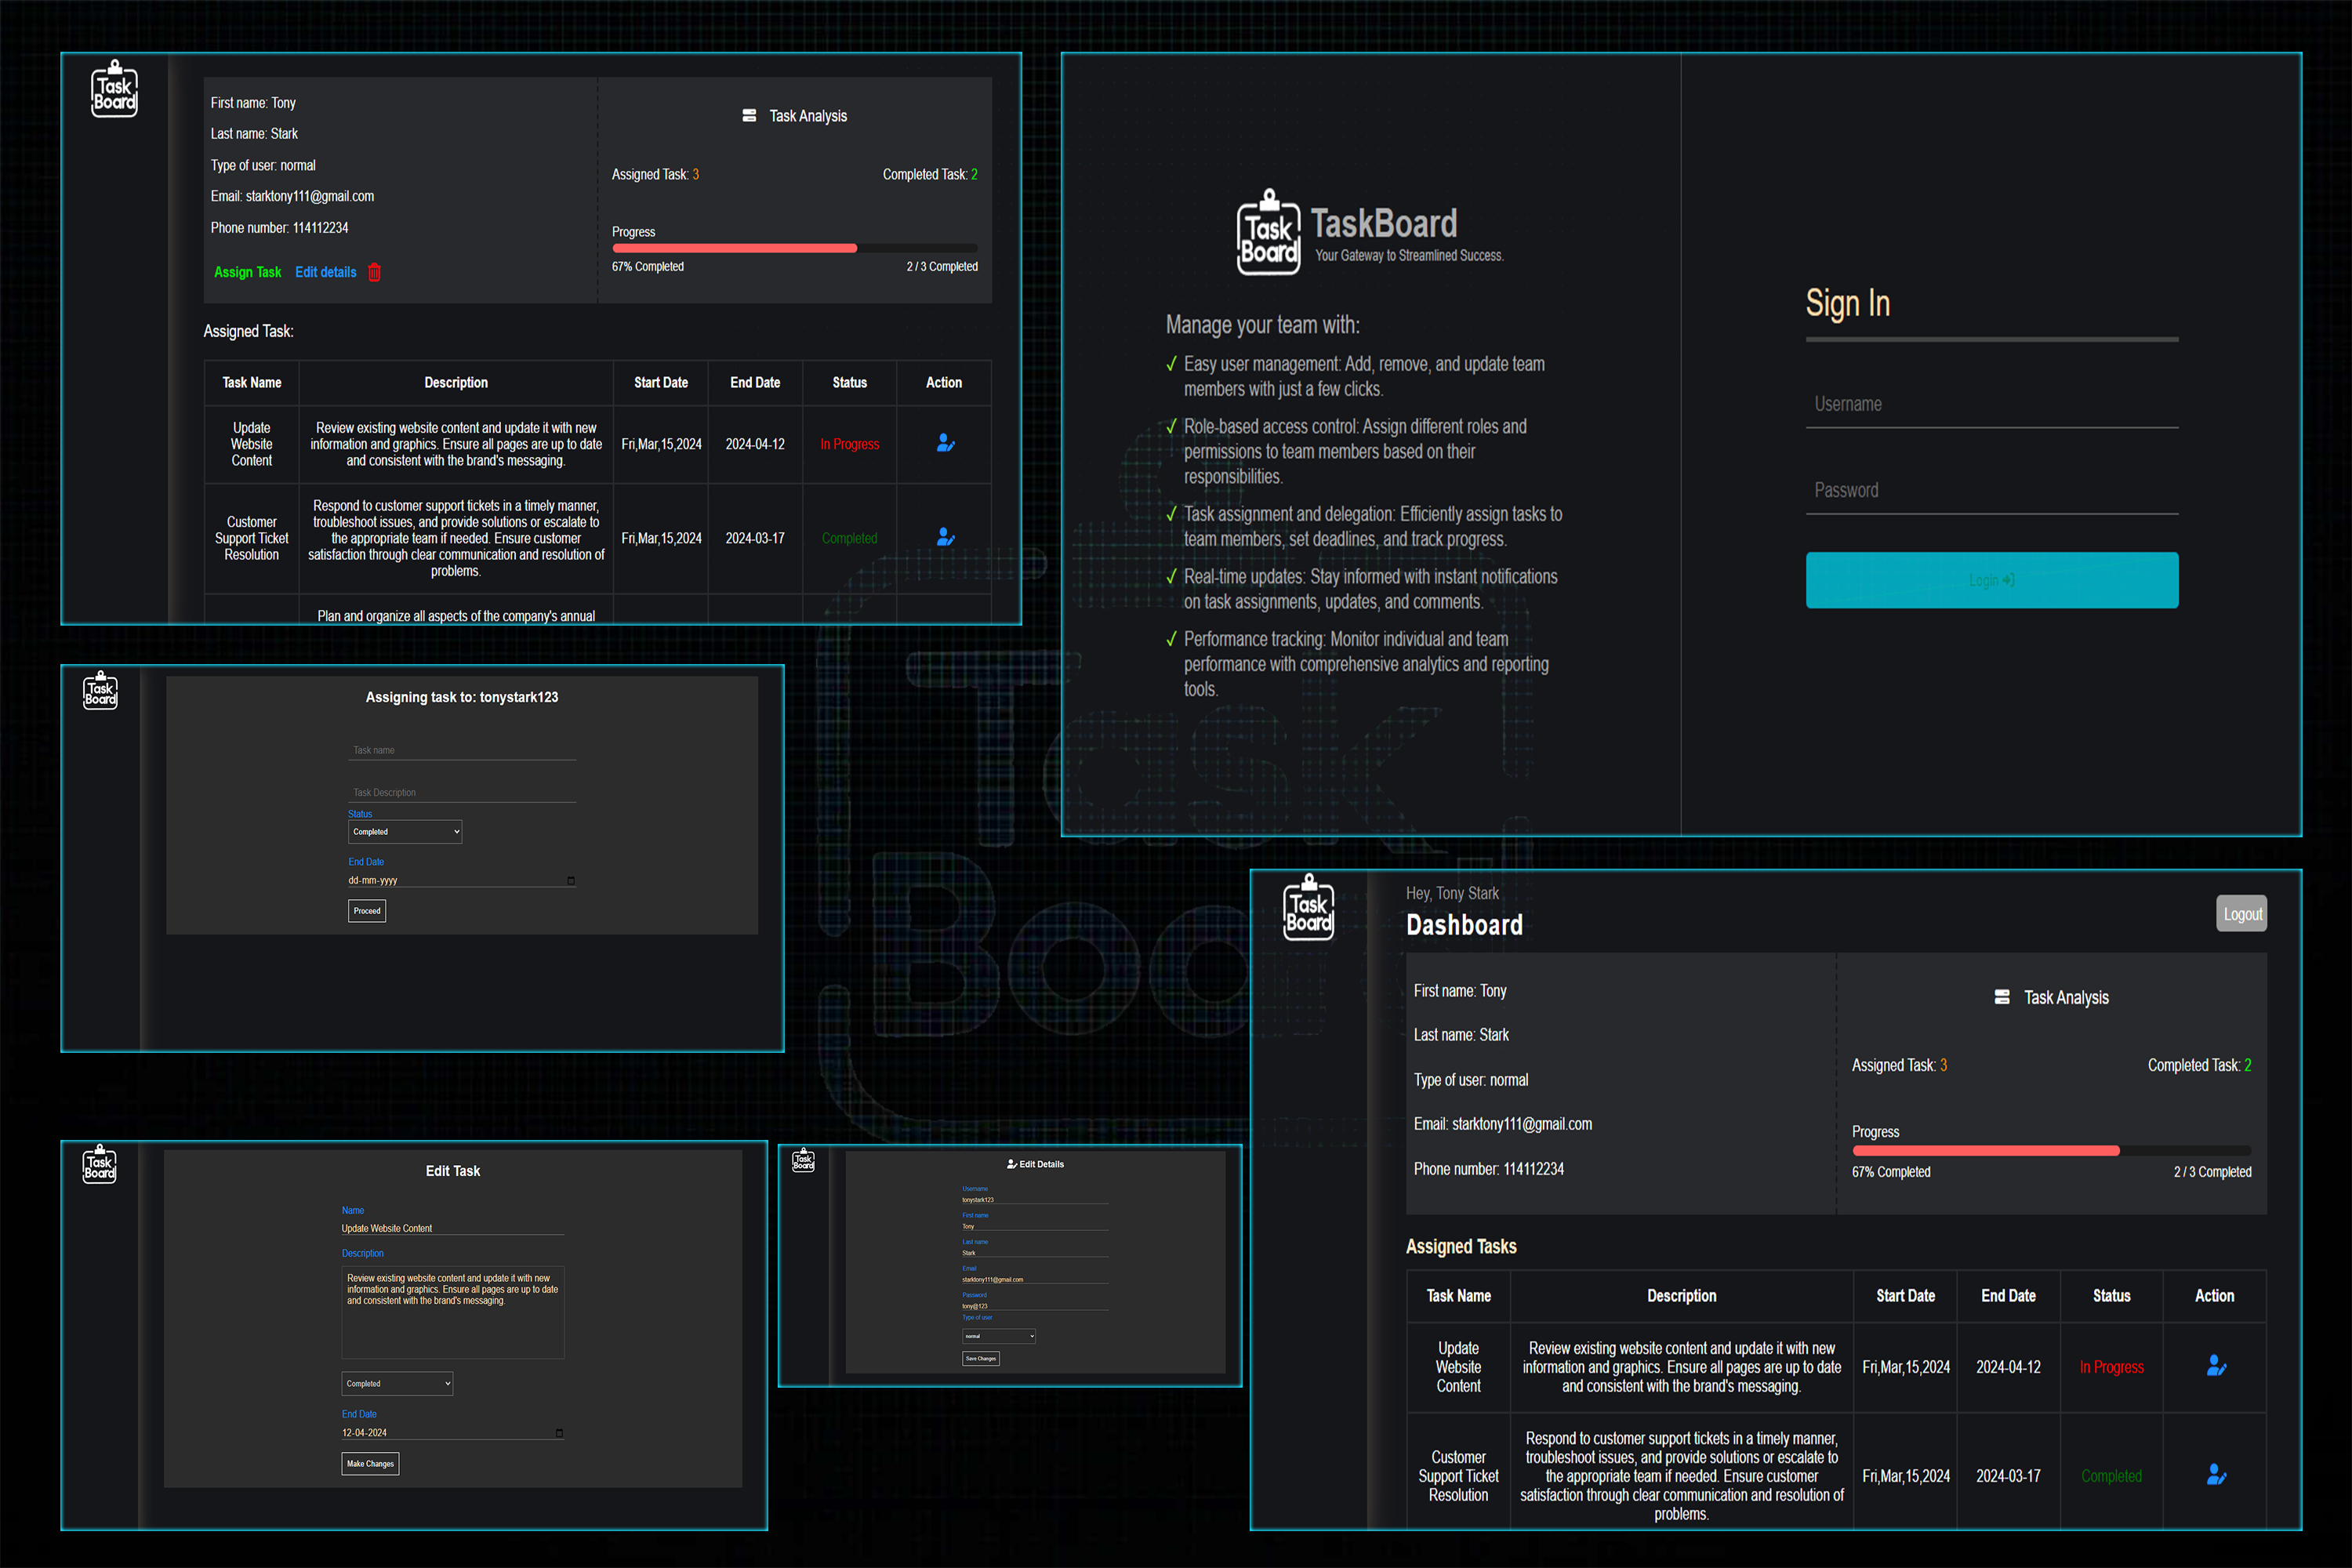 Task
Board
First name: Tony
Last name: Stark
Type of user: normal
Email: starktony111@gmail.com
Phone number: 114112234
Assign Task Edit details
Task Analysis
Assigned Task: 3 Completed Task: 2
Progress
67% Completed 2 / 3 Completed
Assigned Task:
Task Name Description Start Date End Date Status Action
Update
Website
Content
Review existing website content and update it with new
information and graphics. Ensure all pages are up to date
and consistent with the brand's messaging.
Fri,Mar,15,2024 2024-04-12 In Progress
Customer
Support Ticket
Resolution
Respond to customer support tickets in a timely manner,
troubleshoot issues, and provide solutions or escalate to
the appropriate team if needed. Ensure customer
satisfaction through clear communication and resolution of
problems.
Fri,Mar,15,2024 2024-03-17 Completed
Plan and organize all aspects of the company's annual
Task
Board
TaskBoard
Your Gateway to Streamlined Success.
Manage your team with:
✓ Easy user management: Add, remove, and update team
members with just a few clicks.
✓ Role-based access control: Assign different roles and
permissions to team members based on their
responsibilities.
✓ Task assignment and delegation: Efficiently assign tasks to
team members, set deadlines, and track progress.
✓ Real-time updates: Stay informed with instant notifications
on task assignments, updates, and comments.
✓ Performance tracking: Monitor individual and team
performance with comprehensive analytics and reporting
tools.
Sign In
Username
Password
Login
Task
Board
Assigning task to: tonystark123
Task name
Task Description
Status
Completed
End Date
dd-mm-yyyy
Proceed
Task
Boo
Task
Board
Edit Task
Name
Update Website Content
Description
Review existing website content and update it with new
information and graphics. Ensure all pages are up to date
and consistent with the brand's messaging.
Completed
End Date
12-04-2024
Make Changes
Task
Board
Edit Details
Username
tonystark123
First name
Tony
Last name
Stark
Email
starktony111@gmail.com
Password
tony@123
Type of user
normal
Save Changes
Task
Board
Hey, Tony Stark
Dashboard
Logout
First name: Tony
Last name: Stark
Type of user: normal
Email: starktony111@gmail.com
Phone number: 114112234
Task Analysis
Assigned Task: 3 Completed Task: 2
Progress
67% Completed 2 / 3 Completed
Assigned Tasks
Task Name Description Start Date End Date Status Action
Update
Website
Content
Review existing website content and update it with new
information and graphics. Ensure all pages are up to date
and consistent with the brand's messaging.
Fri,Mar,15,2024 2024-04-12 In Progress
Customer
Support Ticket
Resolution
Respond to customer support tickets in a timely manner,
troubleshoot issues, and provide solutions or escalate to
the appropriate team if needed. Ensure customer
satisfaction through clear communication and resolution of
problems.
Fri,Mar,15,2024 2024-03-17 Completed